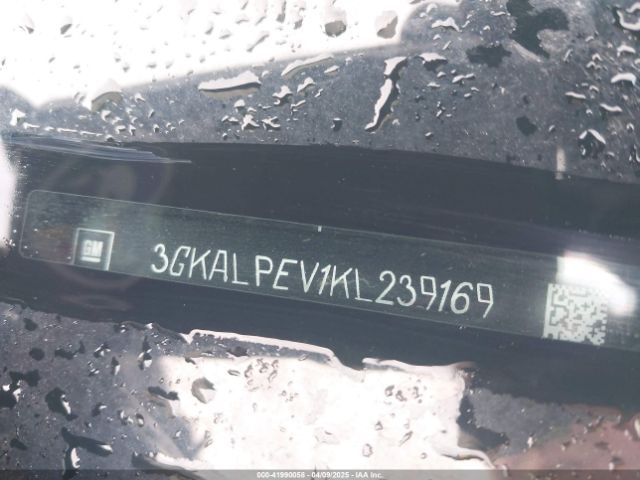 GM
3GKALPEV1KL239169
000-41990058 - 04/09/2025 - IAA Inc.